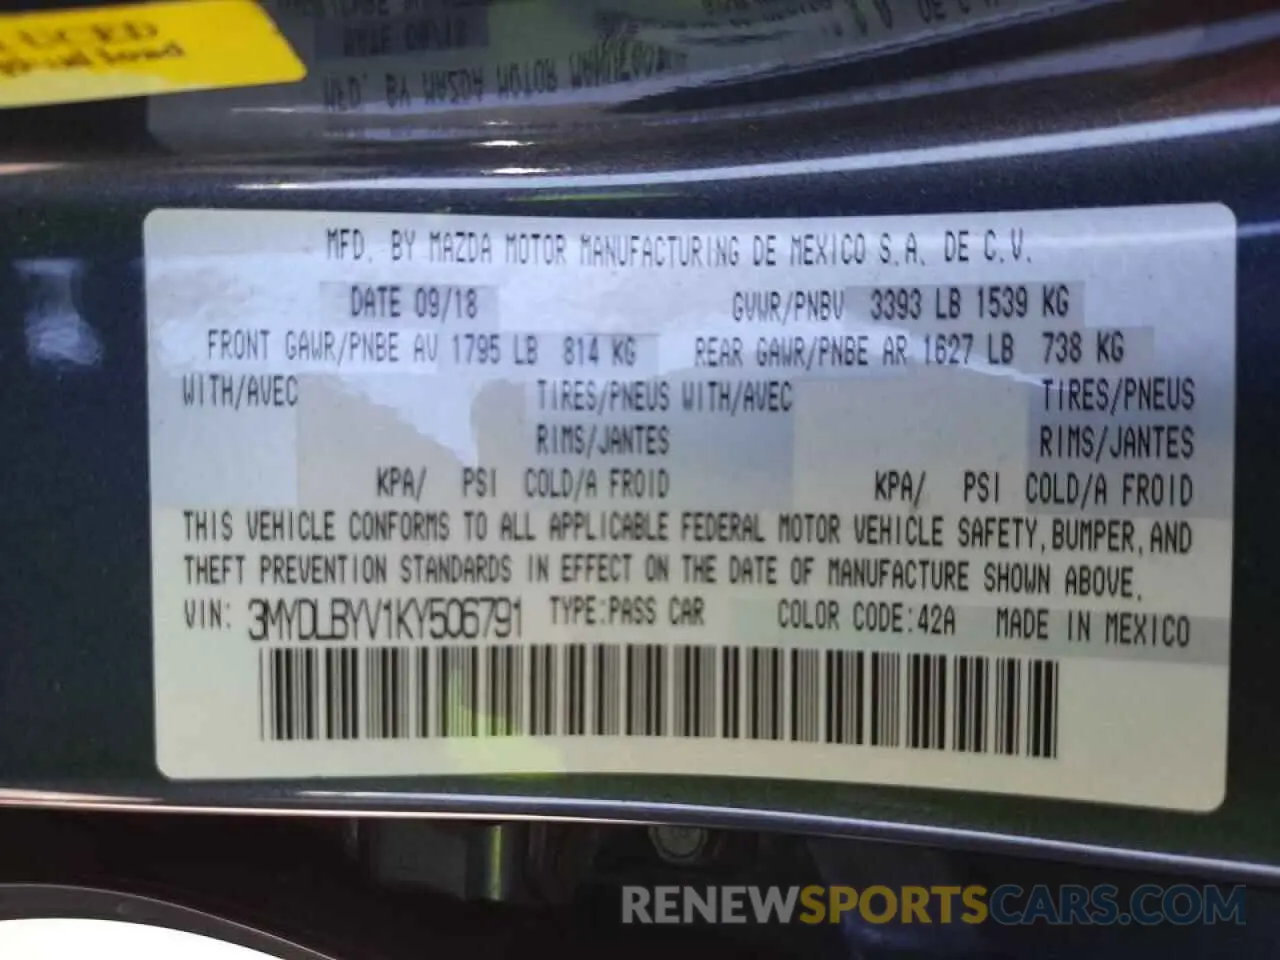 MFD. BY MAZDA MOTOR MANUFACTURING DE MEXICO S.A. DE C.V.
DATE 09/18 GVWR/PNBV 3393 LB 1539 KG
FRONT GAWR/PNBE AV 1795 LB 814 KG REAR GAWR/PNBE AR 1627 LB 738 KG
WITH/AVEC TIRES/PNEUS WITH/AVEC TIRES/PNEUS
RIMS/JANTES RIMS/JANTES
KPA/ PSI COLD/A FROID KPA/ PSI COLD/A FROID
THIS VEHICLE CONFORMS TO ALL APPLICABLE FEDERAL MOTOR VEHICLE SAFETY, BUMPER, AND
THEFT PREVENTION STANDARDS IN EFFECT ON THE DATE OF MANUFACTURE SHOWN ABOVE.
VIN: 3MYDLBYV1KY506791 TYPE:PASS CAR COLOR CODE:42A MADE IN MEXICO
RENEWSPORTSCARS.COM